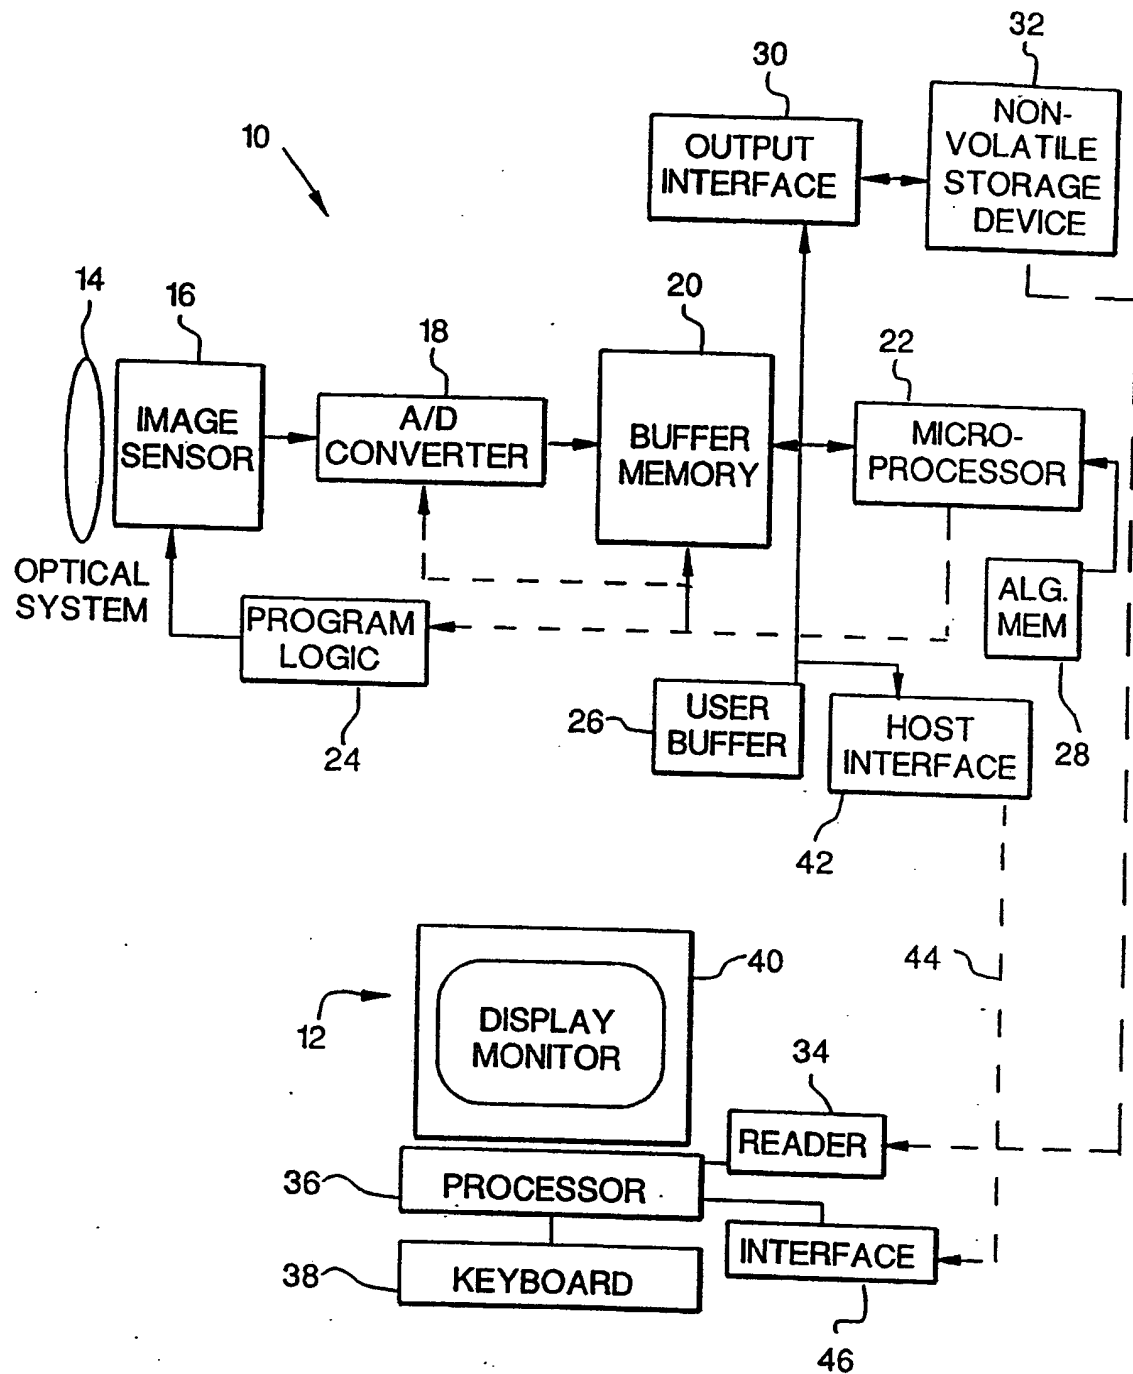 32
30
NON-
VOLATILE
STORAGE
DEVICE
OUTPUT
INTERFACE
10
14
16
18
20
22
IMAGE
SENSOR
A/D
CONVERTER
BUFFER
MEMORY
MICRO-
PROCESSOR
OPTICAL
SYSTEM
PROGRAM
LOGIC
ALG.
MEM
24
26
USER
BUFFER
HOST
INTERFACE
28
42
40
44
12
DISPLAY
MONITOR
34
READER
36
PROCESSOR
INTERFACE
38
KEYBOARD
46